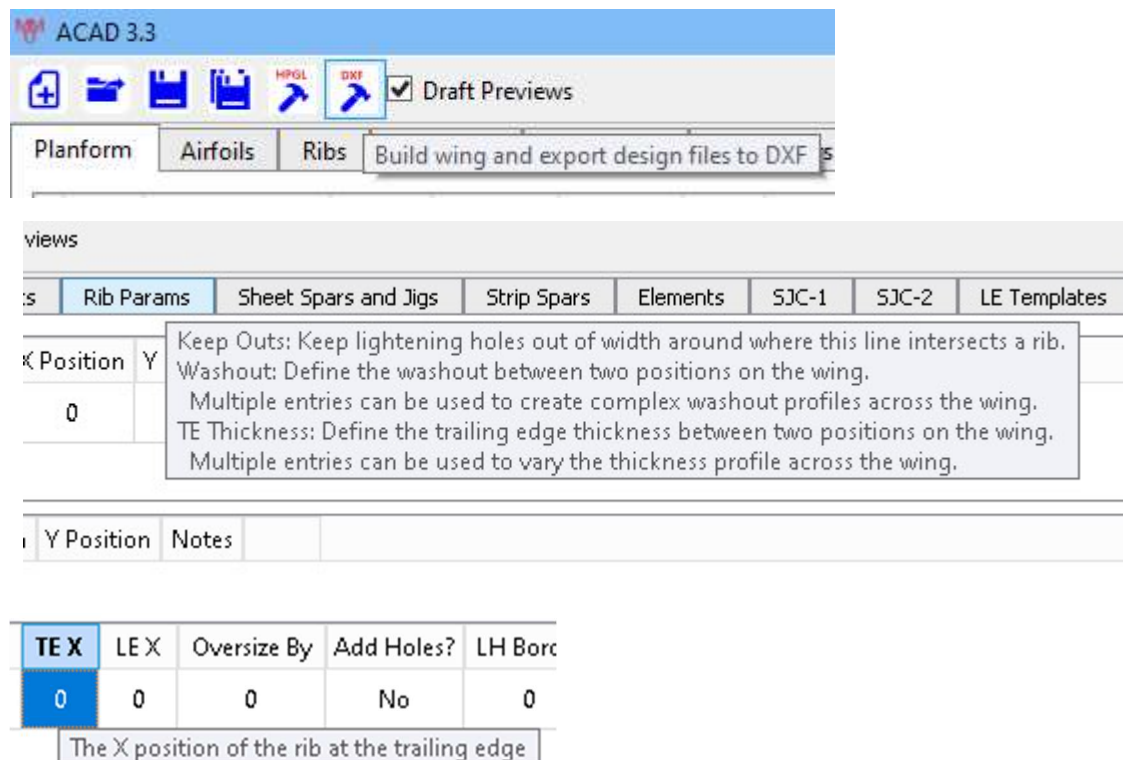 ACAD 3.3
HPGL DXF Draft Previews
Planform Airfoils Ribs
Build wing and export design files to DXF s
views
s Rib Params Sheet Spars and Jigs Strip Spars Elements SJC-1 SJC-2 LE Templates
X Position Y
0
Keep Outs: Keep lightening holes out of width around where this line intersects a rib.
Washout: Define the washout between two positions on the wing.
Multiple entries can be used to create complex washout profiles across the wing.
TE Thickness: Define the trailing edge thickness between two positions on the wing.
Multiple entries can be used to vary the thickness profile across the wing.
Y Position Notes
TE X LE X Oversize By Add Holes? LH Bord
0 0 0 No 0
The X position of the rib at the trailing edge